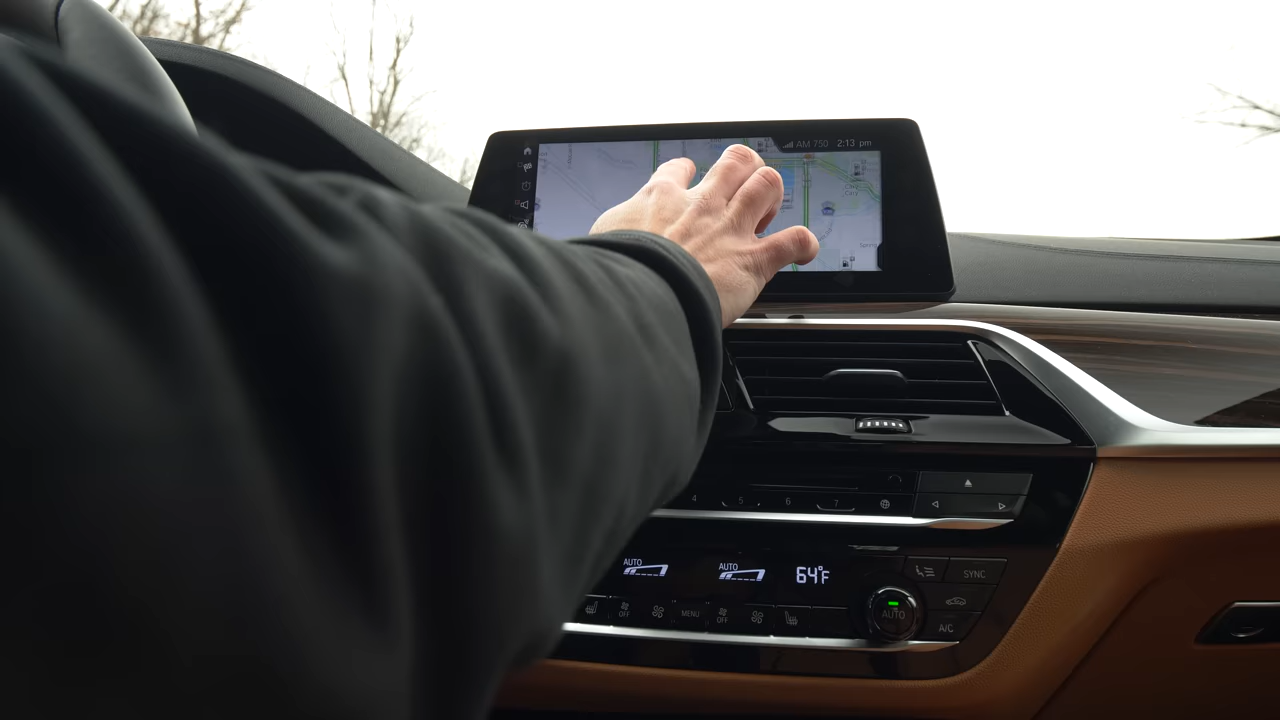 AM 750 2:13 pm
4 5 6 7
AUTO AUTO 64°F
SYNC
OFF MENU OFF AUTO
A/C